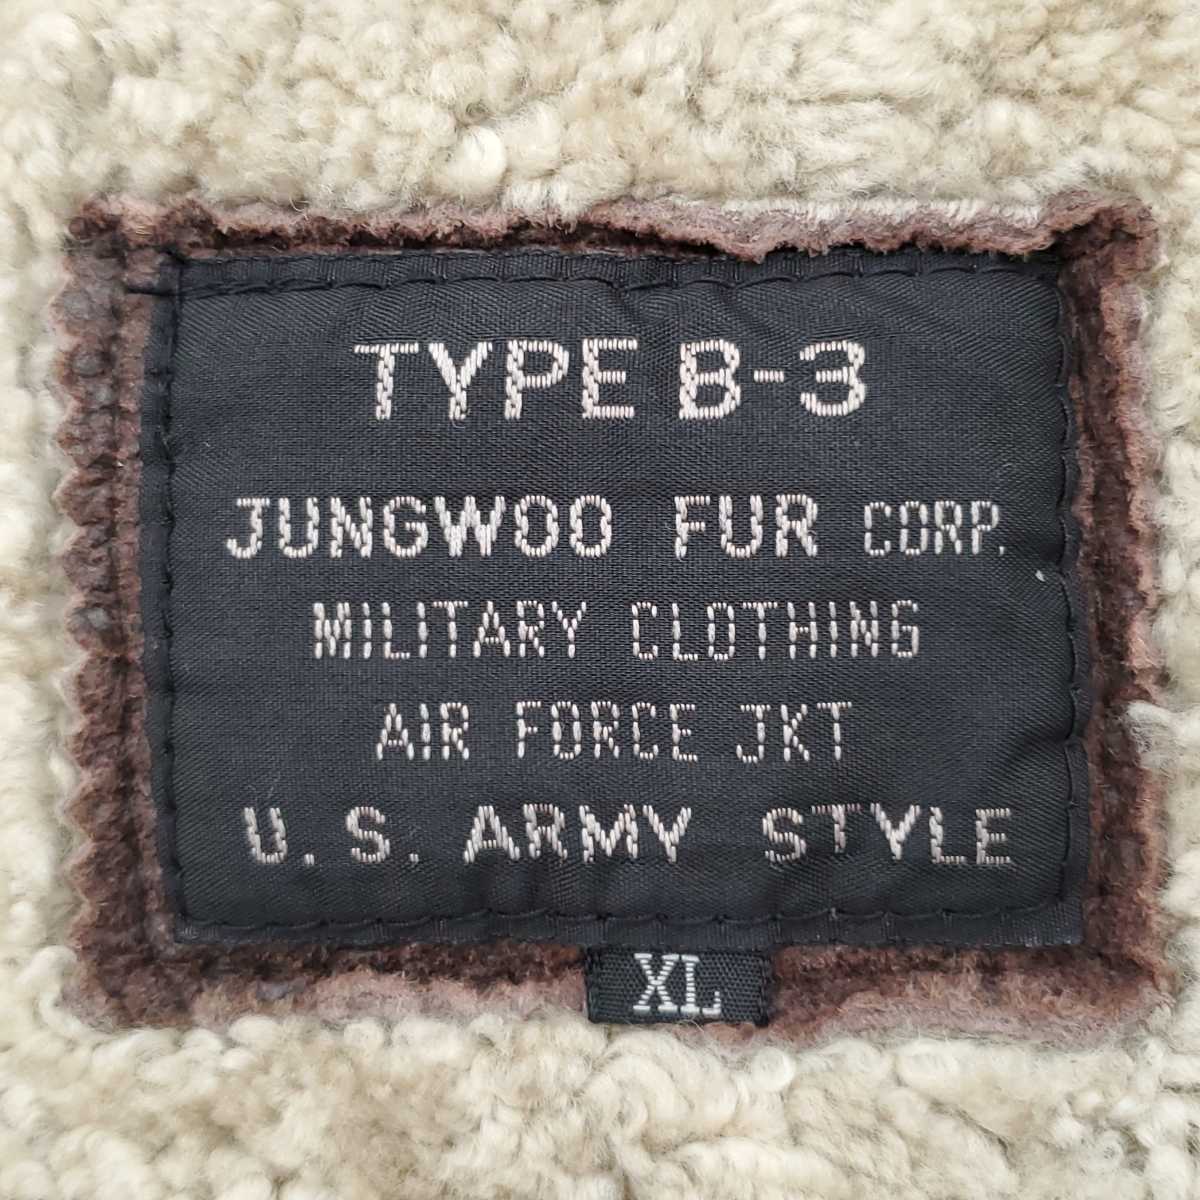 TYPE B-3
JUNGWOO FUR CORP.
MILITARY CLOTHING
AIR FORCE JKT
U.S. ARMY STYLE
XL